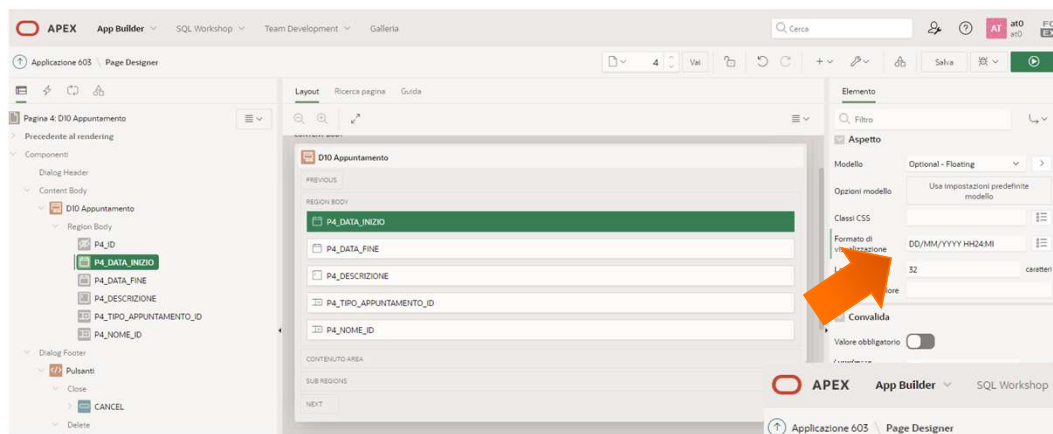 APEX App Builder SQL Workshop Team Development Galleria Cerca AT at0
at0
Applicazione 603 \ Page Designer 4 Vai Salva
Layout Ricerca pagina Guida Elemento
Pagina 4: D10 Appuntamento
Filtro
Precedente al rendering
Componenti
Dialog Header
Content Body
D10 Appuntamento
Region Body
P4_ID
P4_DATA_INIZIO
P4_DATA_FINE
P4_DESCRIZIONE
P4_TIPO_APPUNTAMENTO_ID
P4_NOME_ID
Dialog Footer
Pulsanti
Close
CANCEL
Delete
CONTENT BODY
D10 Appuntamento
PREVIOUS
REGION BODY
P4_DATA_INIZIO
P4_DATA_FINE
P4_DESCRIZIONE
P4_TIPO_APPUNTAMENTO_ID
P4_NOME_ID
CONTENUTO AREA
SUB REGIONS
NEXT
Aspetto
Modello Optional - Floating
Opzioni modello Usa impostazioni predefinite
modello
Classi CSS
Formato di
visualizzazione DD/MM/YYYY HH24:MI
32 caratteri
Convalida
Valore obbligatorio
APEX App Builder SQL Workshop
Applicazione 603 \ Page Designer